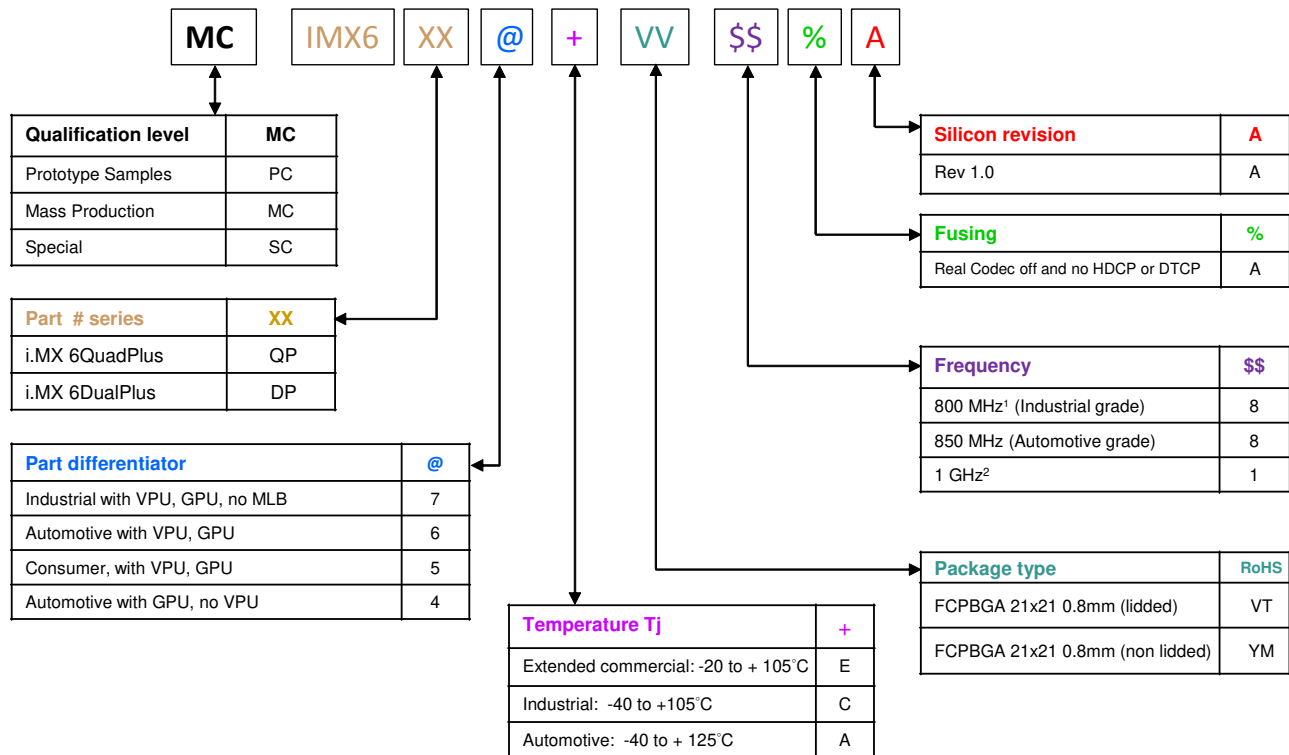 MC IMX6 XX @ + VV $$ % A
Qualification level MC
Prototype Samples PC
Mass Production MC
Special SC
Part # series XX
i.MX 6QuadPlus QP
i.MX 6DualPlus DP
Part differentiator @
Industrial with VPU, GPU, no MLB 7
Automotive with VPU, GPU 6
Consumer, with VPU, GPU 5
Automotive with GPU, no VPU 4
Temperature Tj +
Extended commercial: -20 to + 105°C E
Industrial: -40 to +105°C C
Automotive: -40 to + 125°C A
Silicon revision A
Rev 1.0 A
Fusing %
Real Codec off and no HDCP or DTCP A
Frequency $$
800 MHz¹ (Industrial grade) 8
850 MHz (Automotive grade) 8
1 GHz² 1
Package type RoHS
FCPBGA 21x21 0.8mm (lidded) VT
FCPBGA 21x21 0.8mm (non lidded) YM